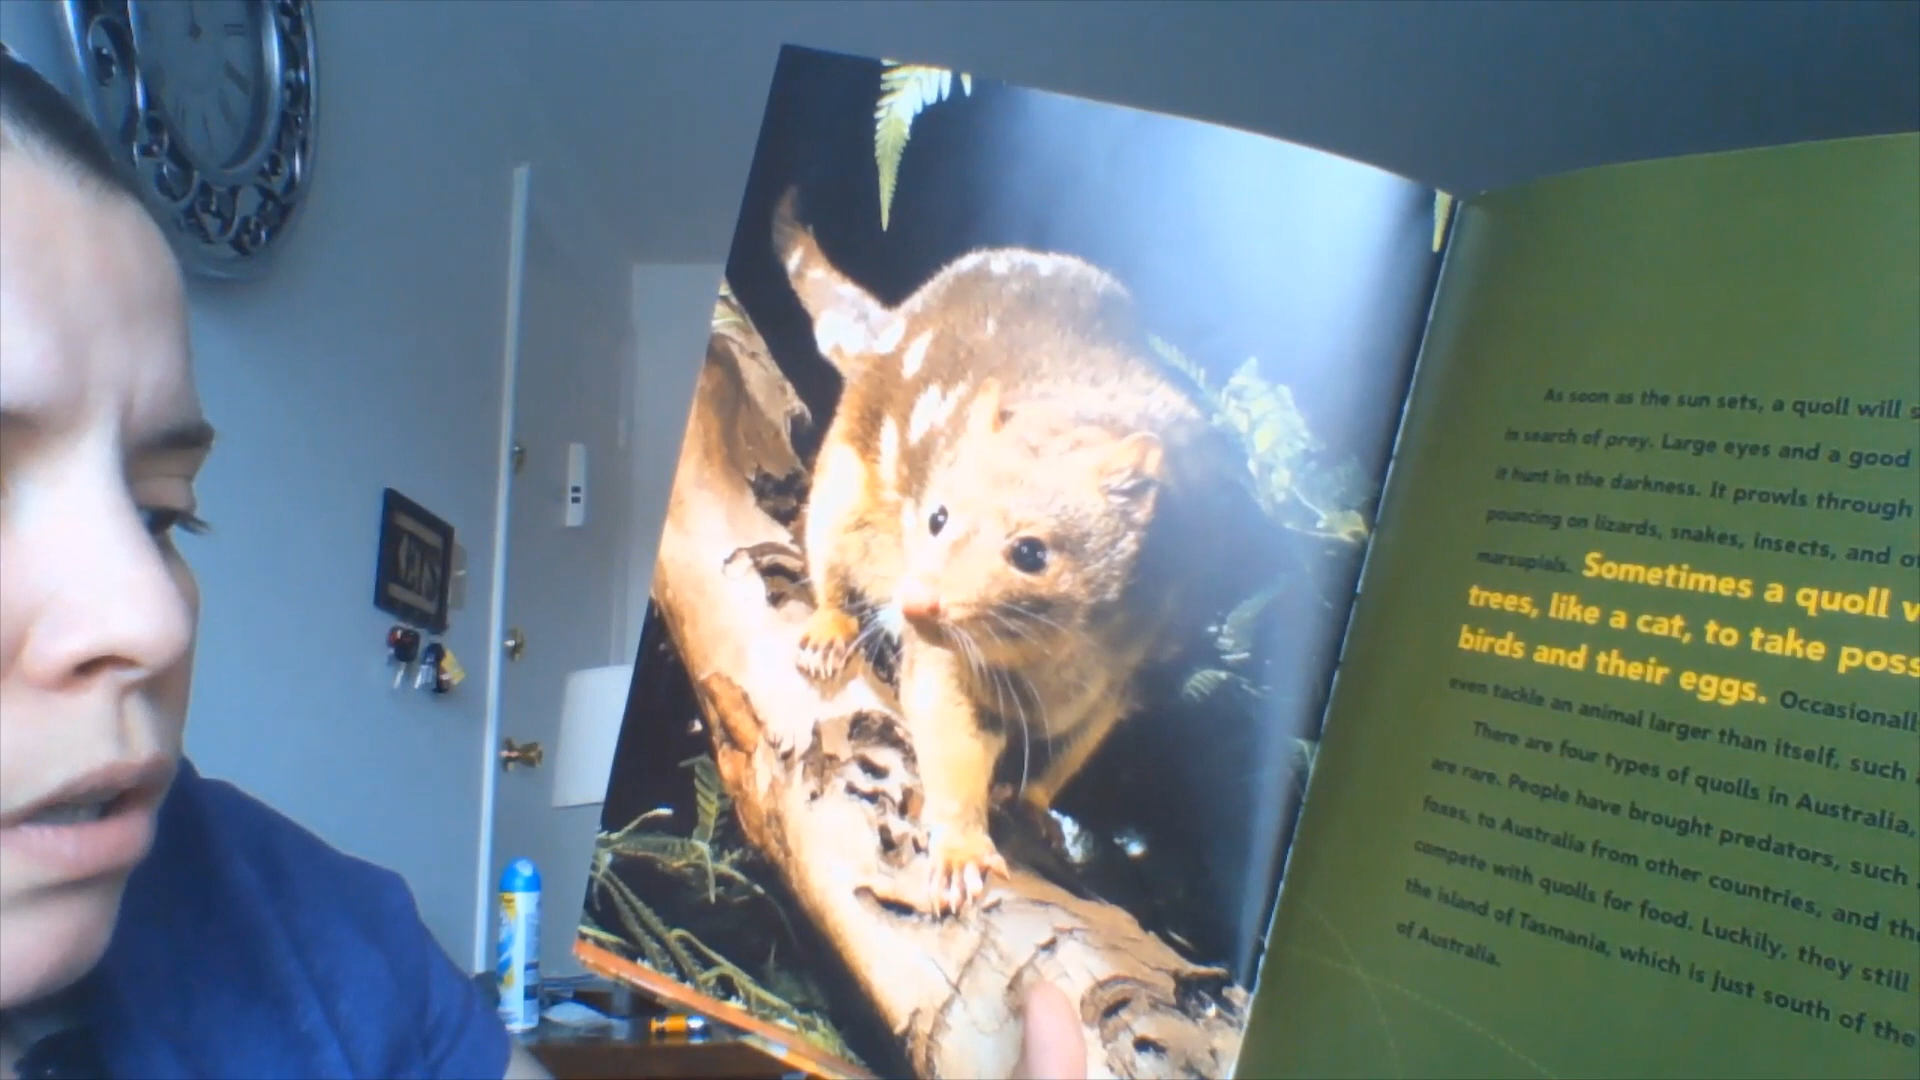 As soon as the sun sets, a quoll will
in search of prey. Large eyes and a good
it hunt in the darkness. It prowls through
pouncing on lizards, snakes, insects, and
marsupials. Sometimes a quoll
trees, like a cat, to take
birds and their eggs. Occasionally
even tackle an animal larger than itself, such
There are four types of quolls in Australia,
are rare. People have brought predators, such
foxes, to Australia from other countries, and
compete with quolls for food. Luckily, they still
the island of Tasmania, which is just south of the
of Australia.